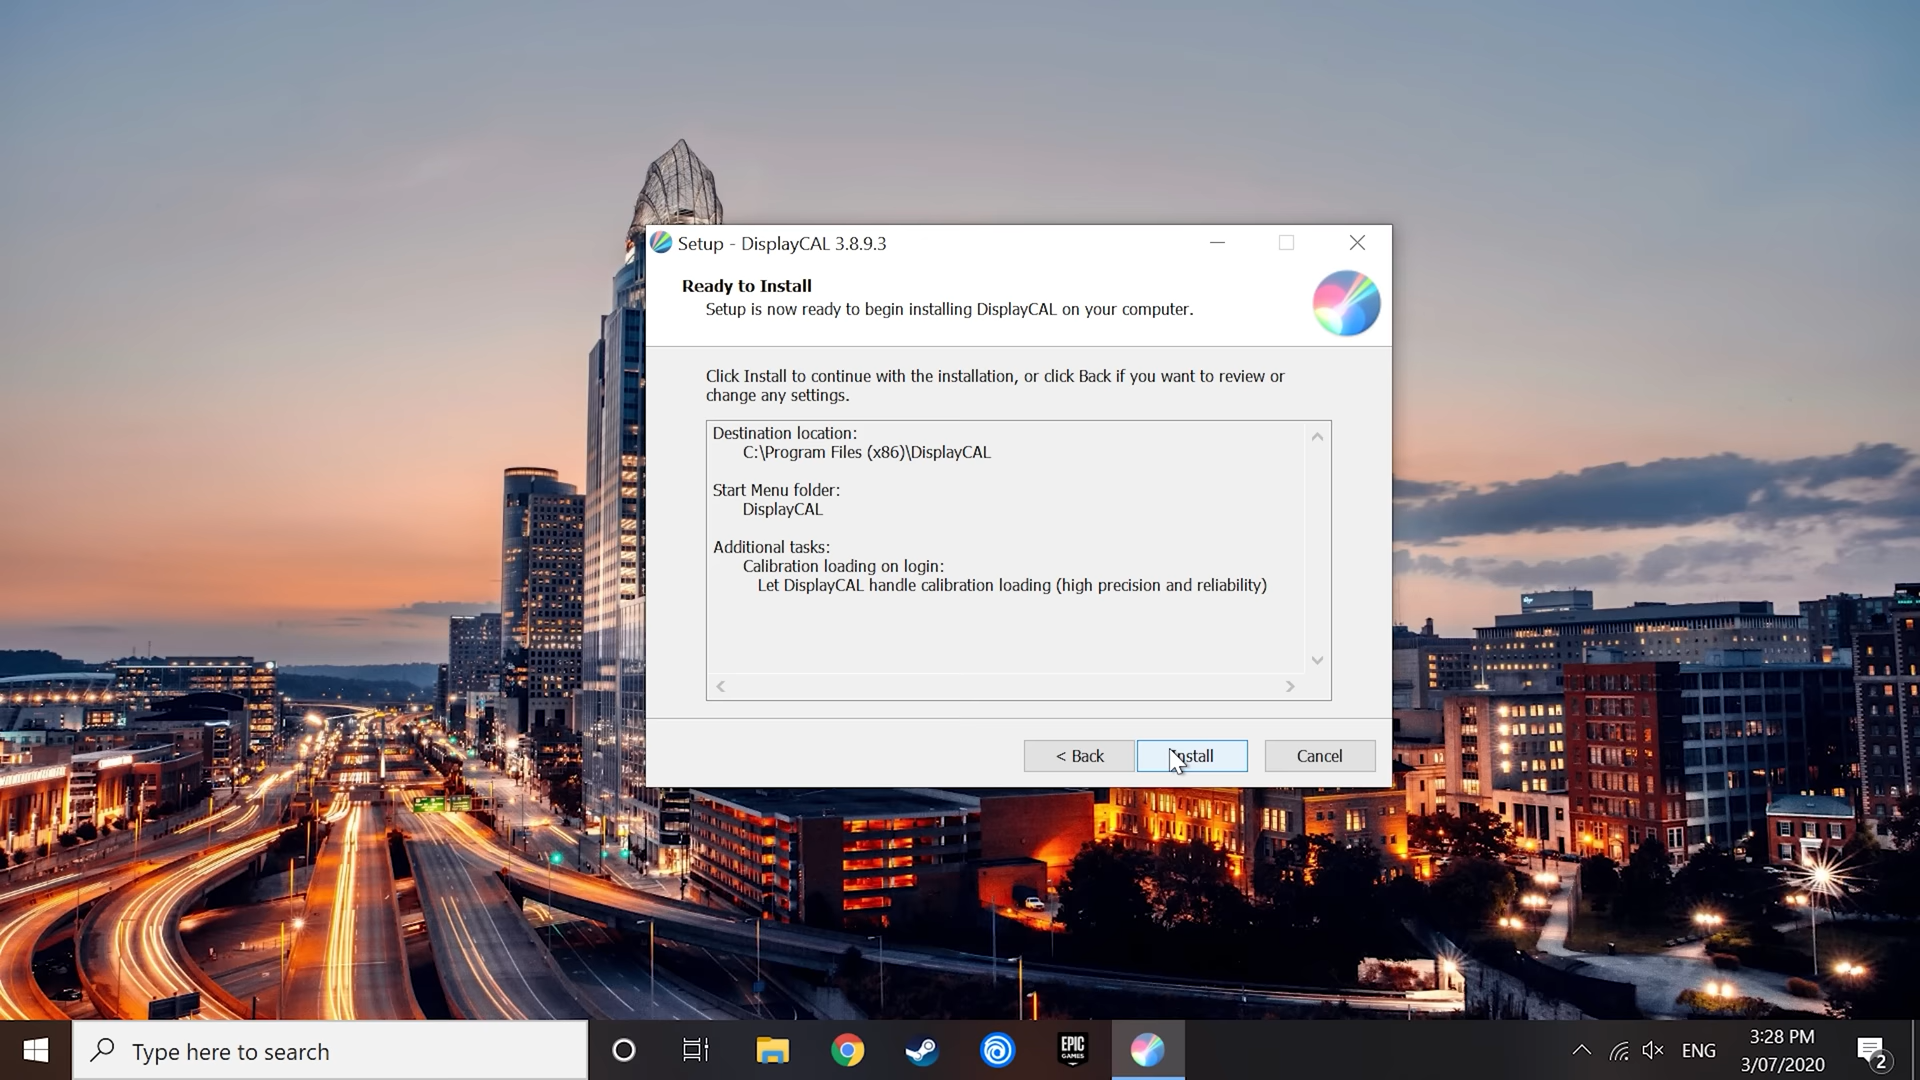 Setup - DisplayCAL 3.8.9.3
Ready to Install
Setup is now ready to begin installing DisplayCAL on your computer.
Click Install to continue with the installation, or click Back if you want to review or
change any settings.
Destination location:
C:\Program Files (x86)\DisplayCAL
Start Menu folder:
DisplayCAL
Additional tasks:
Calibration loading on login:
Let DisplayCAL handle calibration loading (high precision and reliability)
< Back
Install
Cancel
Type here to search
EPIC
GAMES
ENG
3:28 PM
3/07/2020
2